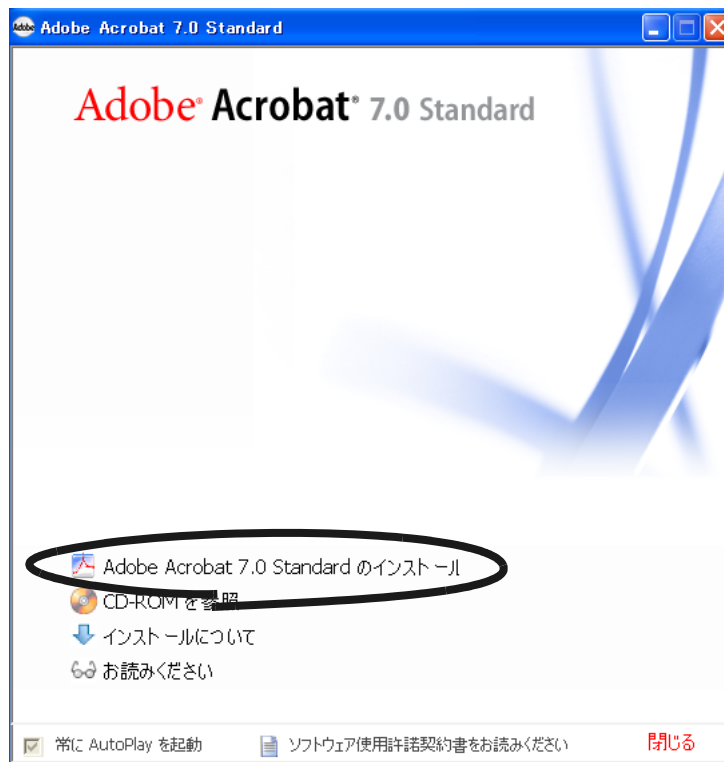 Adobe Adobe Acrobat 7.0 Standard
Adobe® Acrobat® 7.0 Standard
Adobe Acrobat 7.0 Standard のインストール
CD-ROM を参照
インストールについて
お読みください
常に AutoPlay を起動
ソフトウェア使用許諾契約書をお読みください
閉じる